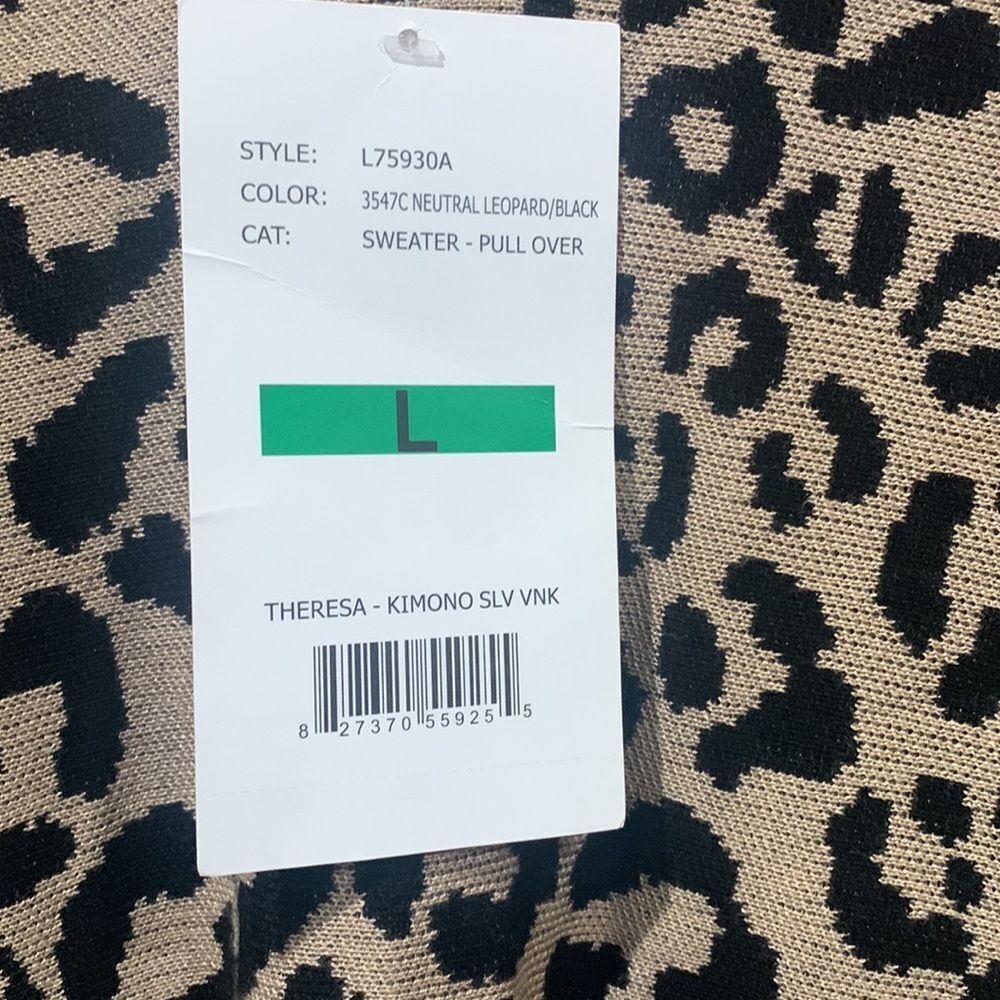 STYLE: L75930A
COLOR: 3547C NEUTRAL LEOPARD/BLACK
CAT: SWEATER - PULL OVER
L
THERESA - KIMONO SLV VNK
8 27370 55925 5